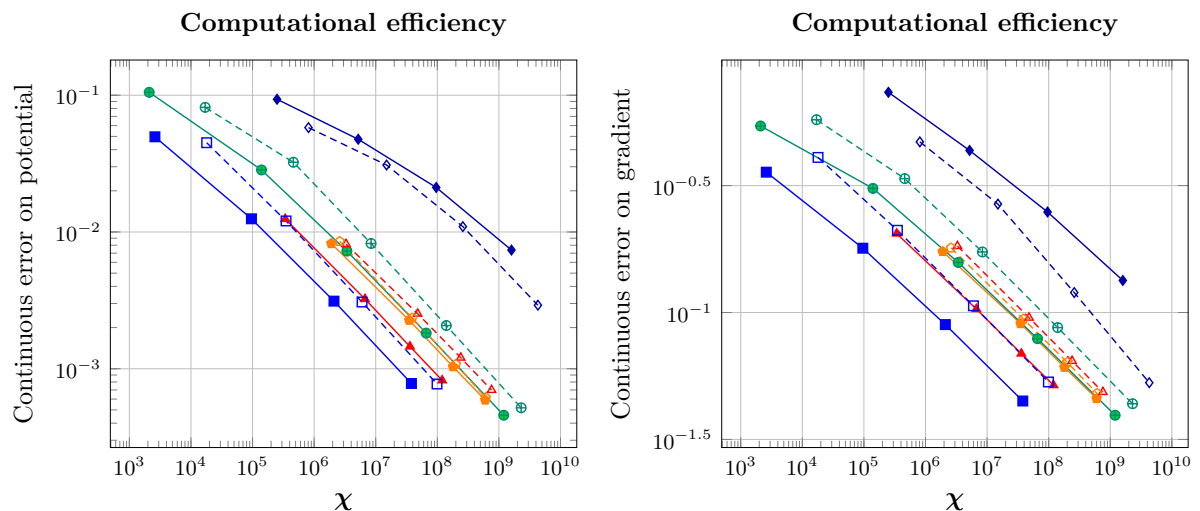 Computational efficiency
Continuous error on potential
10^-1
10^-2
10^-3
10^3 10^4 10^5 10^6 10^7 10^8 10^9 10^10
χ
Computational efficiency
Continuous error on gradient
10^-0.5
10^-1
10^-1.5
10^3 10^4 10^5 10^6 10^7 10^8 10^9 10^10
χ